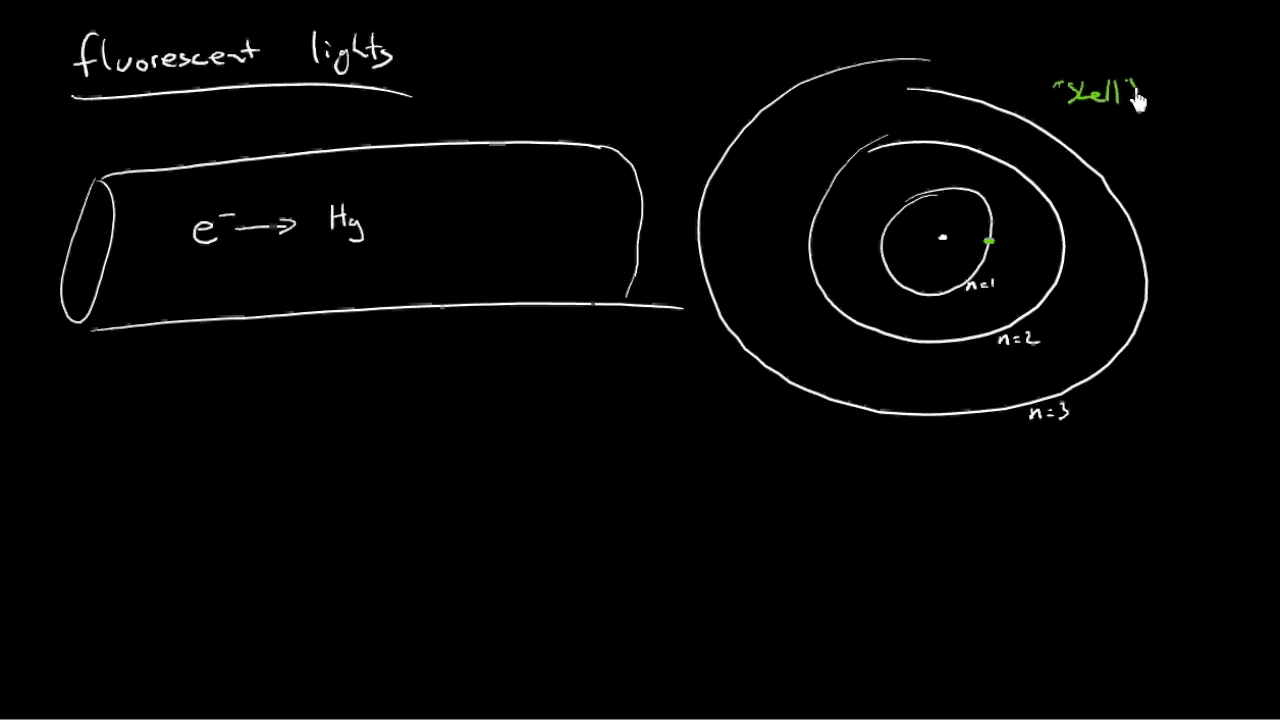 fluorescent lights
"shell"
e⁻ → Hg
n=1
n=2
n=3